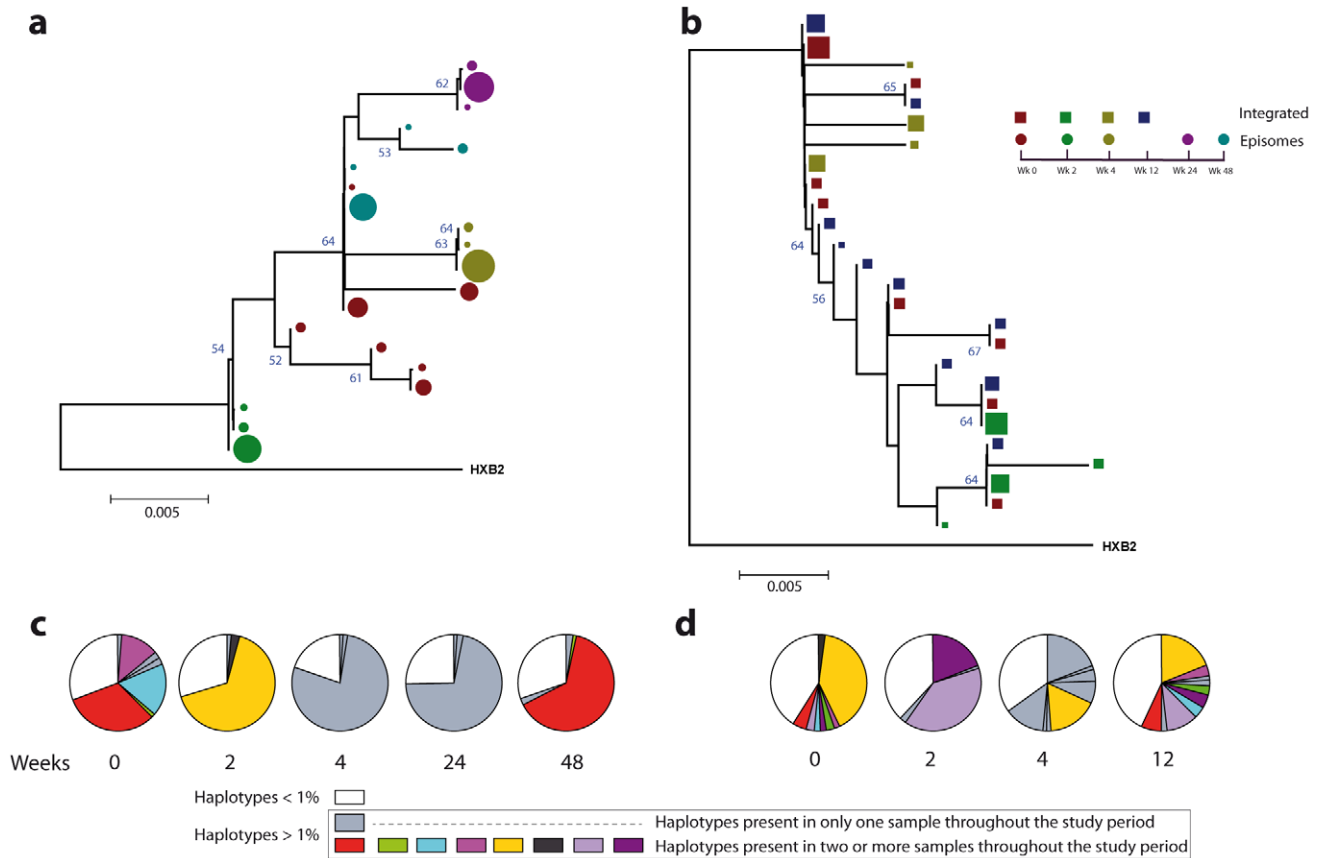 a
62
53
64
64
63
54
52
61
HXB2
0.005
b
65
64
56
67
64
64
HXB2
0.005
Integrated
Episomes
Wk 0 Wk 2 Wk 4 Wk 12 Wk 24 Wk 48
c
d
Weeks 0 2 4 24 48 0 2 4 12
Haplotypes < 1%
Haplotypes > 1%
Haplotypes present in only one sample throughout the study period
Haplotypes present in two or more samples throughout the study period